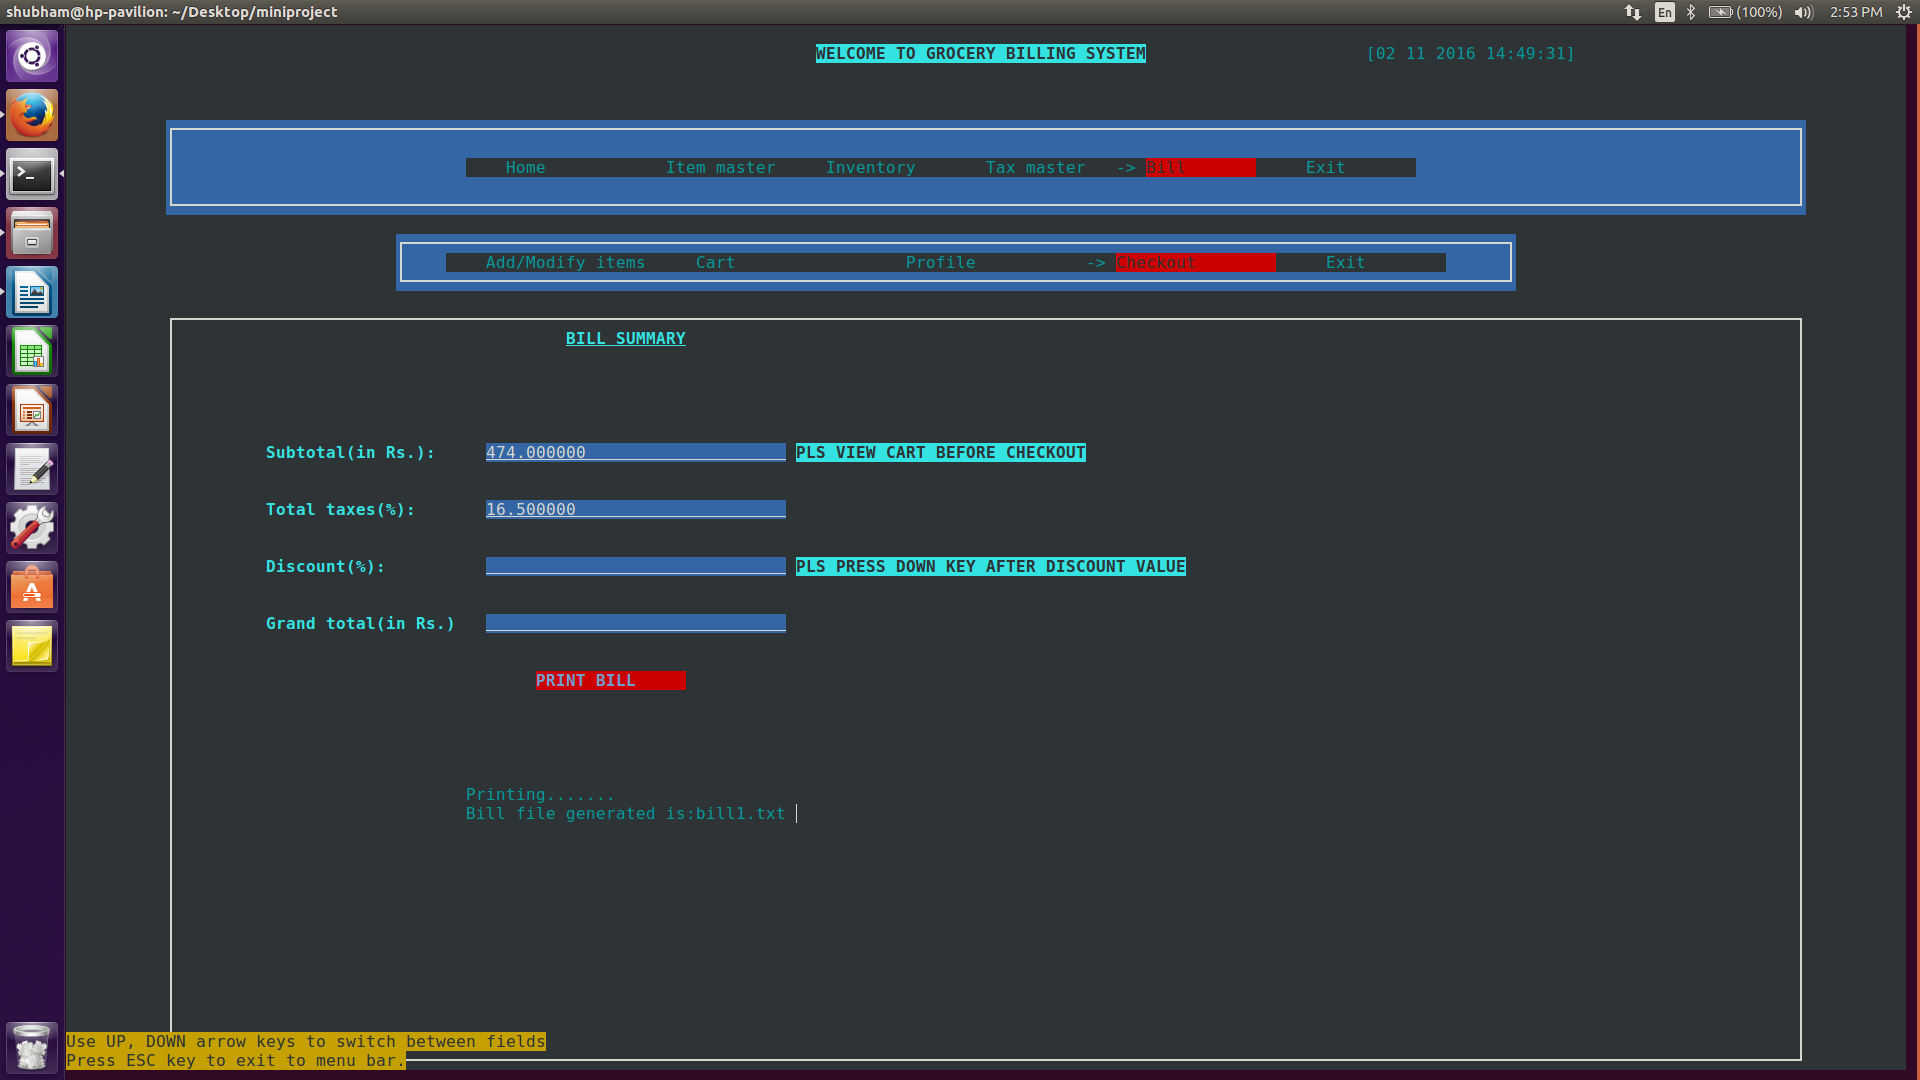 shubham@hp-pavilion: ~/Desktop/miniproject En (100%) 2:53 PM
WELCOME TO GROCERY BILLING SYSTEM [02 11 2016 14:49:31]
Home Item master Inventory Tax master -> Bill Exit
Add/Modify items Cart Profile -> Checkout Exit
BILL SUMMARY
Subtotal(in Rs.): 474.000000 PLS VIEW CART BEFORE CHECKOUT
Total taxes(%): 16.500000
Discount(%): PLS PRESS DOWN KEY AFTER DISCOUNT VALUE
Grand total(in Rs.)
PRINT BILL
Printing.......
Bill file generated is:bill1.txt
Use UP, DOWN arrow keys to switch between fields
Press ESC key to exit to menu bar.